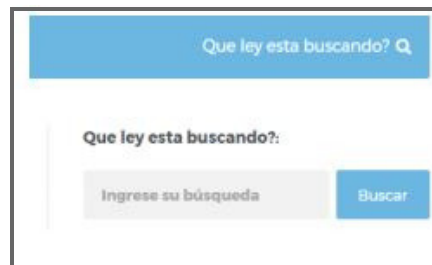 Que ley esta buscando?
Que ley esta buscando?:
Ingrese su búsqueda
Buscar